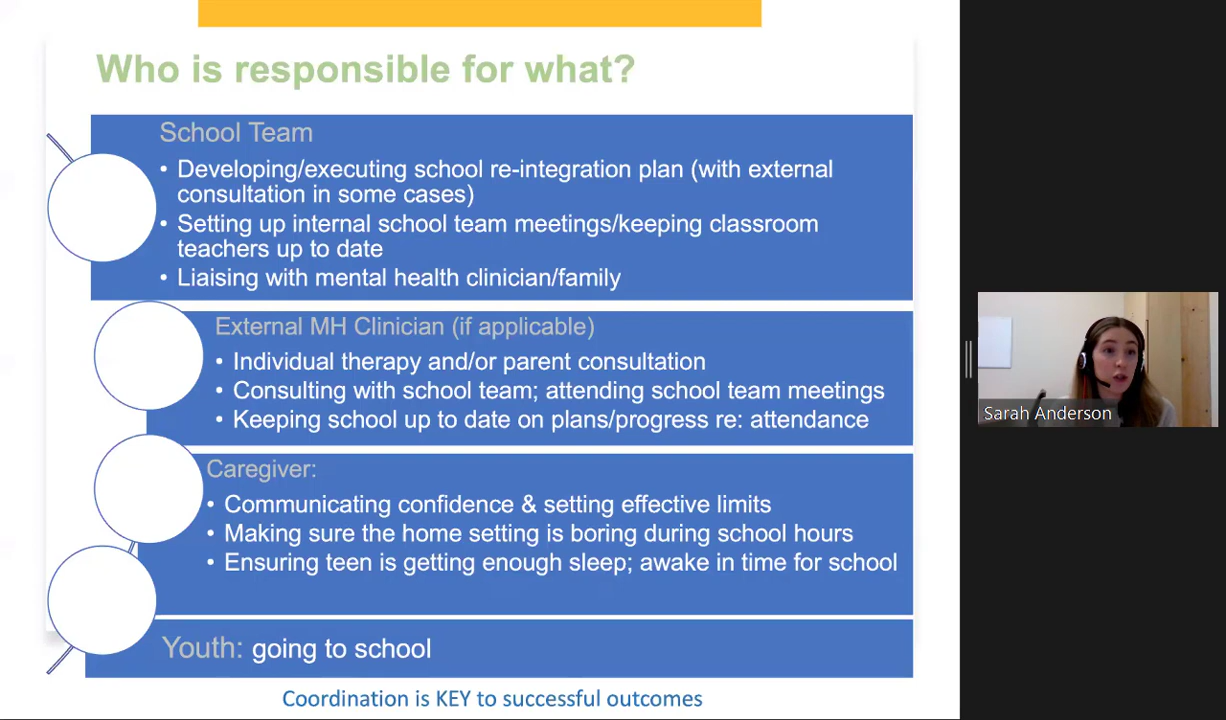 Who is responsible for what?
School Team
• Developing/executing school re-integration plan (with external
consultation in some cases)
• Setting up internal school team meetings/keeping classroom
teachers up to date
• Liaising with mental health clinician/family
External MH Clinician (if applicable)
• Individual therapy and/or parent consultation
• Consulting with school team; attending school team meetings
• Keeping school up to date on plans/progress re: attendance
Caregiver:
• Communicating confidence & setting effective limits
• Making sure the home setting is boring during school hours
• Ensuring teen is getting enough sleep; awake in time for school
Youth: going to school
Coordination is KEY to successful outcomes
Sarah Anderson